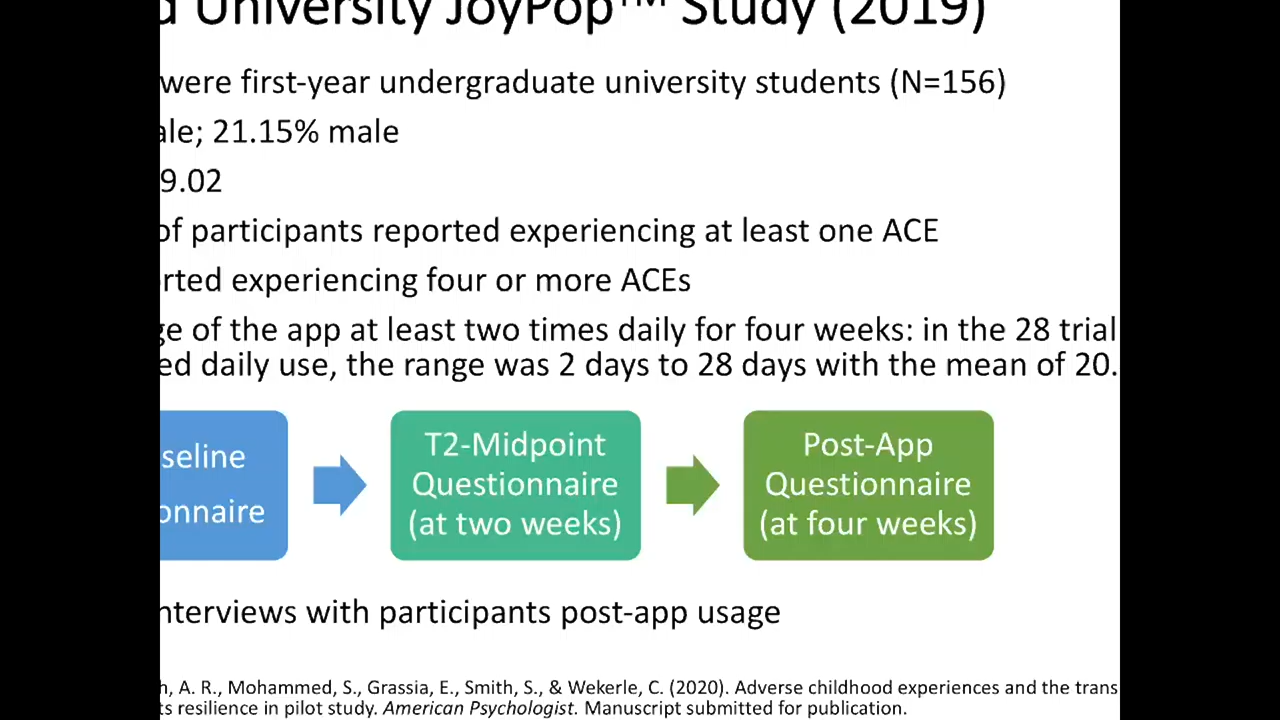 University JoyPop™ Study (2019)
were first-year undergraduate university students (N=156)
ale; 21.15% male
9.02
of participants reported experiencing at least one ACE
rted experiencing four or more ACEs
ge of the app at least two times daily for four weeks: in the 28 trial
ed daily use, the range was 2 days to 28 days with the mean of 20.
seline
onnaire
T2-Midpoint
Questionnaire
(at two weeks)
Post-App
Questionnaire
(at four weeks)
nterviews with participants post-app usage
h, A. R., Mohammed, S., Grassia, E., Smith, S., & Wekerle, C. (2020). Adverse childhood experiences and the trans
ts resilience in pilot study. American Psychologist. Manuscript submitted for publication.